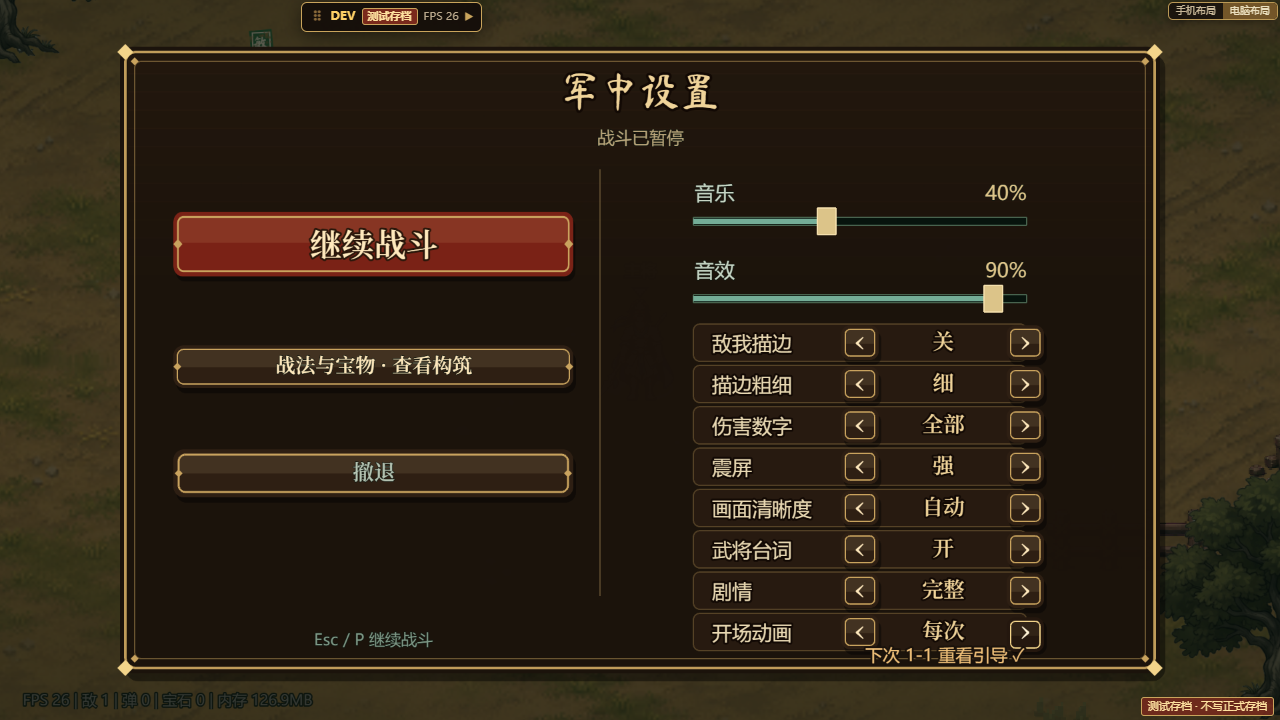 DEV 测试存档 FPS 26 ▶
手机布局 电脑布局
军中设置
战斗已暂停
继续战斗
战法与宝物 · 查看构筑
撤退
Esc / P 继续战斗
音乐 40%
音效 90%
敌我描边 < 关 >
描边粗细 < 细 >
伤害数字 < 全部 >
震屏 < 强 >
画面清晰度 < 自动 >
武将台词 < 开 >
剧情 < 完整 >
开场动画 < 每次 >
下次 1-1 重看引导 ✓
FPS 26 | 敌 1 | 弹 0 | 宝石 0 | 内存 126.9MB
测试存档 · 不写正式存档